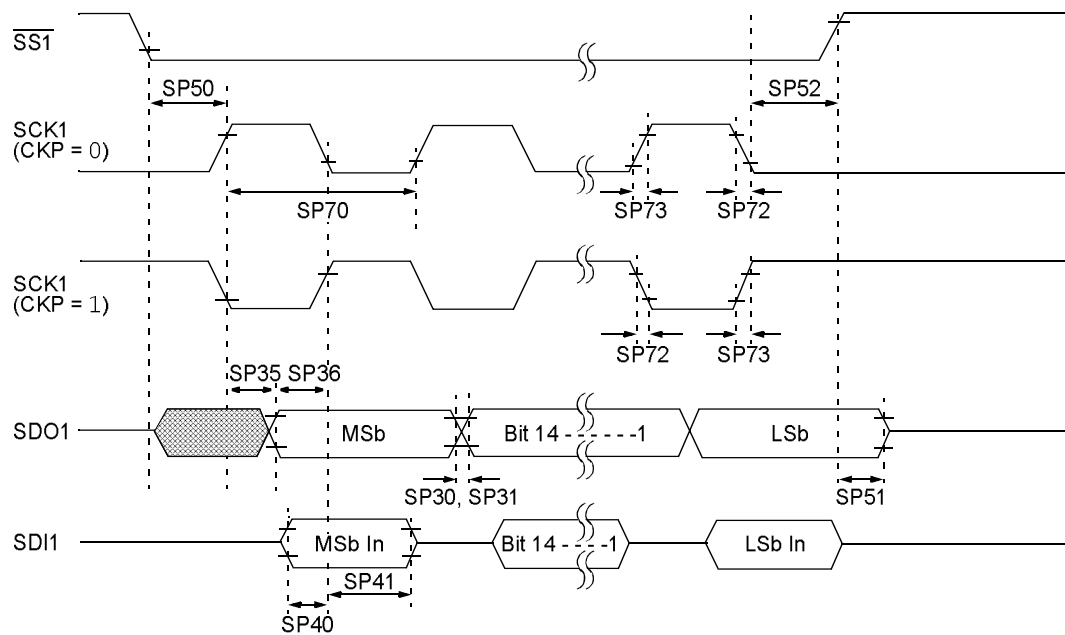 SS1
SP50
SP52
SCK1
(CKP = 0)
SP70
SP73
SP72
SCK1
(CKP = 1)
SP72
SP73
SP35
SP36
SDO1
MSb
Bit 14 - - - - - -1
LSb
SP30, SP31
SP51
SDI1
MSb In
Bit 14 - - - -1
LSb In
SP41
SP40